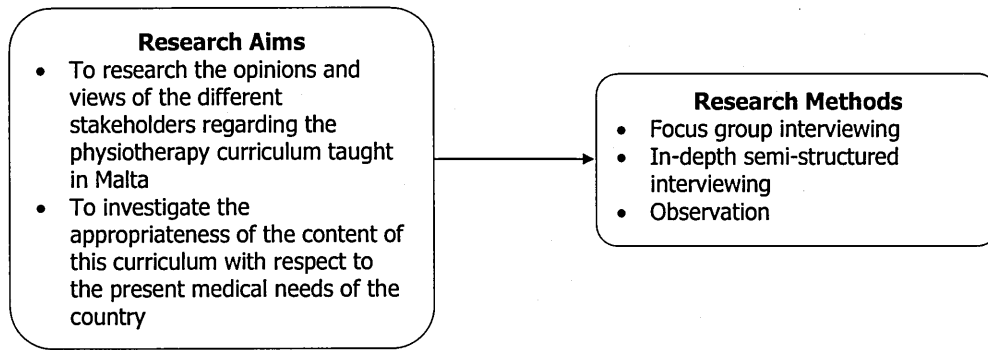 Research Aims
• To research the opinions and
views of the different
stakeholders regarding the
physiotherapy curriculum taught
in Malta
• To investigate the
appropriateness of the content of
this curriculum with respect to
the present medical needs of the
country
Research Methods
• Focus group interviewing
• In-depth semi-structured
interviewing
• Observation